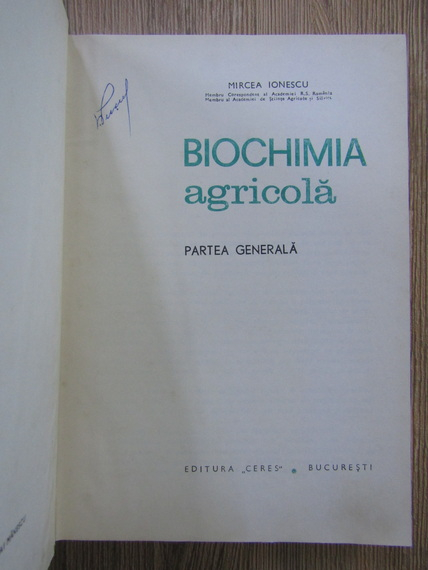 MIRCEA IONESCU
Membru Corespondent al Academiei R.S. România
Membru al Academiei de Științe Agricole și Silvice
BIOCHIMIA
agricolă
PARTEA GENERALĂ
EDITURA „CERES“ • BUCUREȘTI